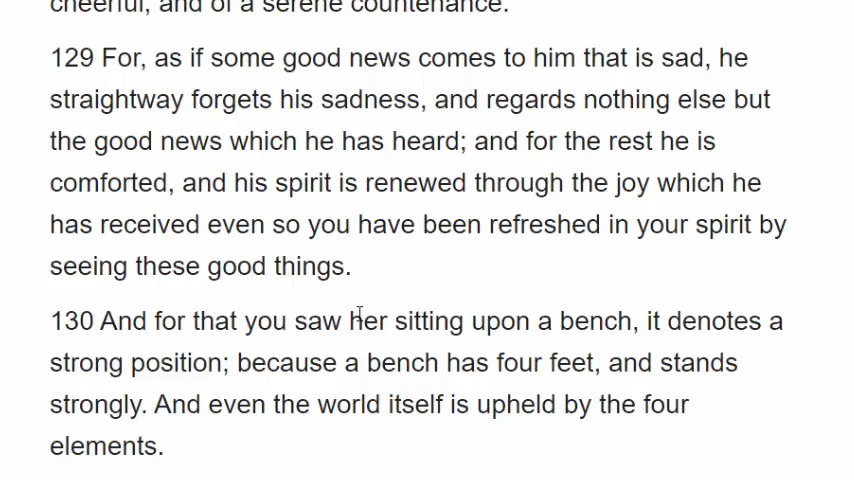 cheerful, and of a serene countenance.
129 For, as if some good news comes to him that is sad, he
straightway forgets his sadness, and regards nothing else but
the good news which he has heard; and for the rest he is
comforted, and his spirit is renewed through the joy which he
has received even so you have been refreshed in your spirit by
seeing these good things.
130 And for that you saw her sitting upon a bench, it denotes a
strong position; because a bench has four feet, and stands
strongly. And even the world itself is upheld by the four
elements.